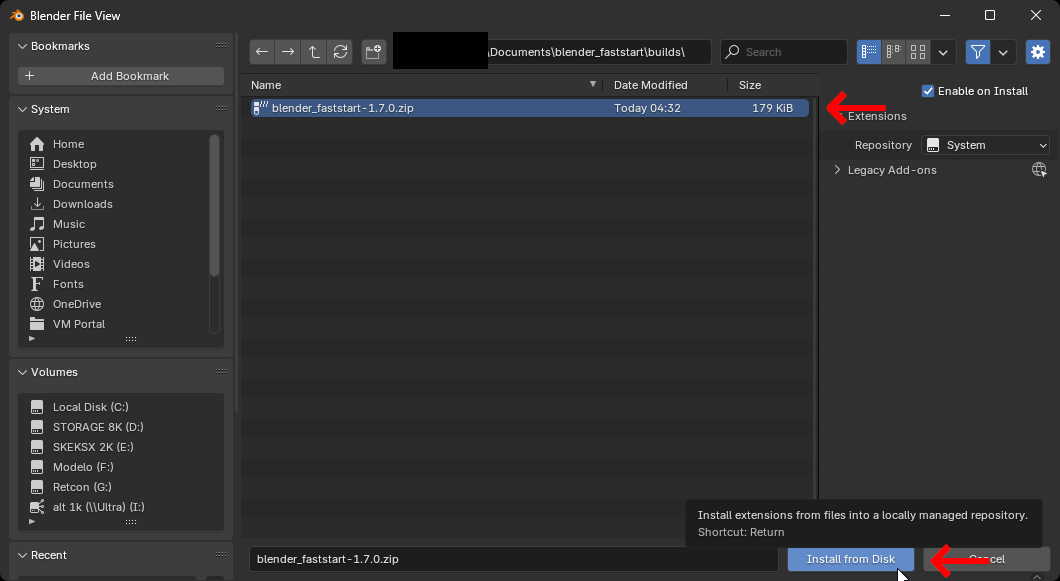 Blender File View
Bookmarks
Add Bookmark
System
Home
Desktop
Documents
Downloads
Music
Pictures
Videos
Fonts
OneDrive
VM Portal
Volumes
Local Disk (C:)
STORAGE 8K (D:)
SKEKSX 2K (E:)
Modelo (F:)
Retcon (G:)
alt 1k (\\Ultra) (I:)
Recent
\Documents\blender_faststart\builds\
Search
Name Date Modified Size
blender_faststart-1.7.0.zip Today 04:32 179 KiB
Enable on Install
Extensions
Repository System
Legacy Add-ons
Install extensions from files into a locally managed repository.
Shortcut: Return
blender_faststart-1.7.0.zip
Install from Disk
Cancel